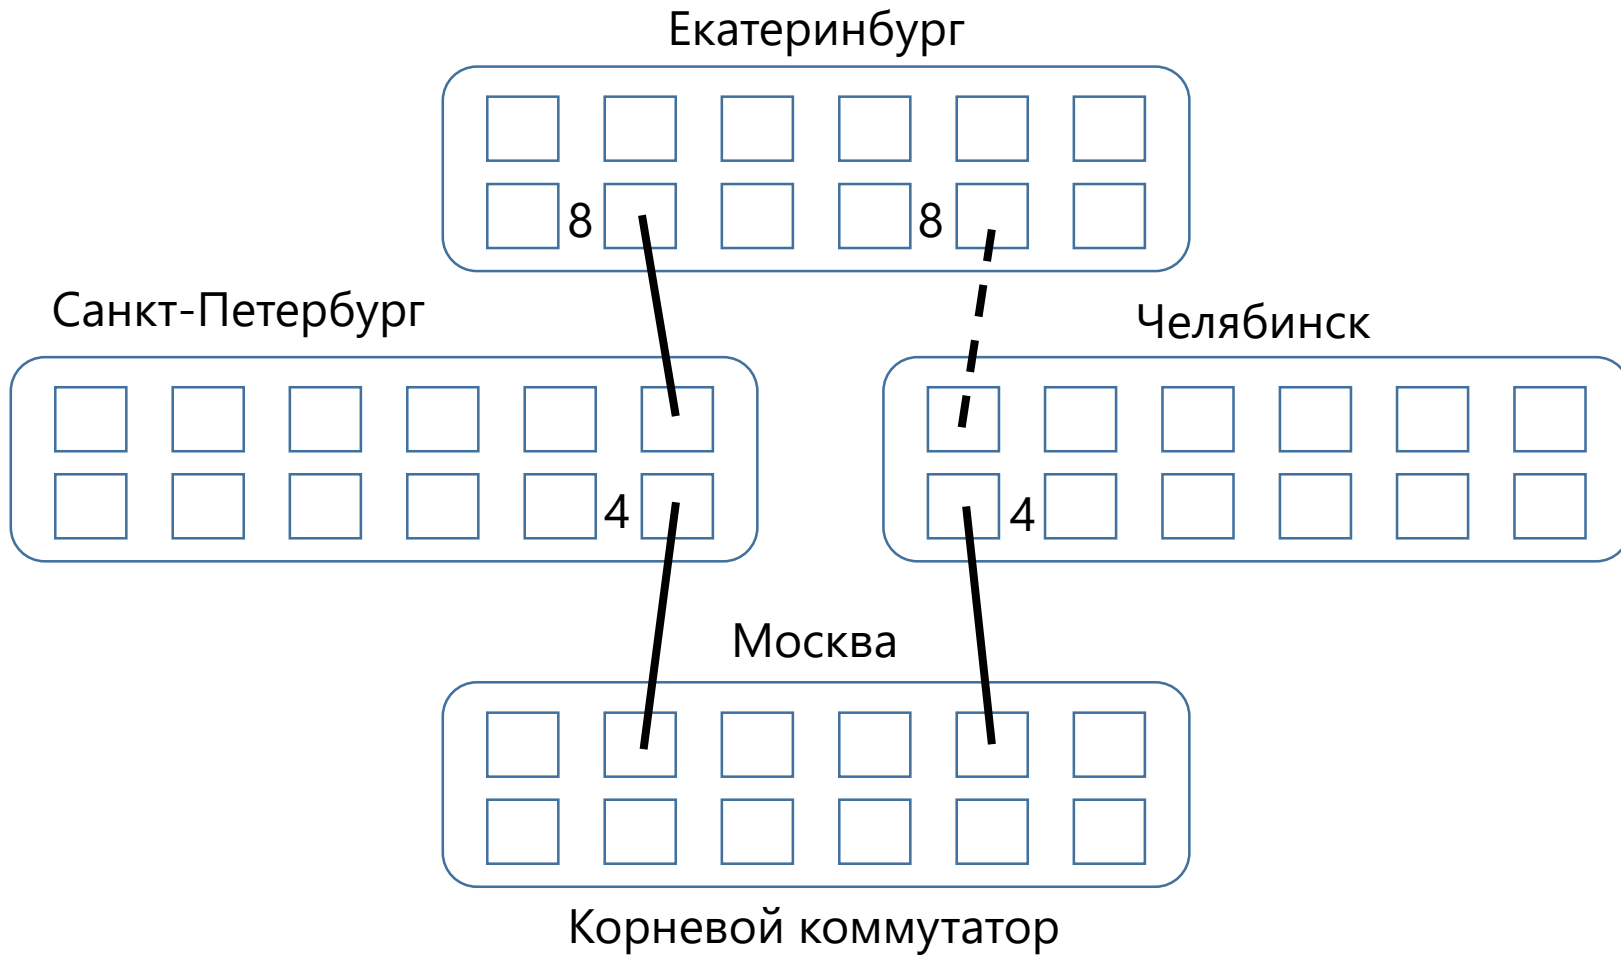 Екатеринбург
8 8
Санкт-Петербург
Челябинск
4 4
Москва
Корневой коммутатор